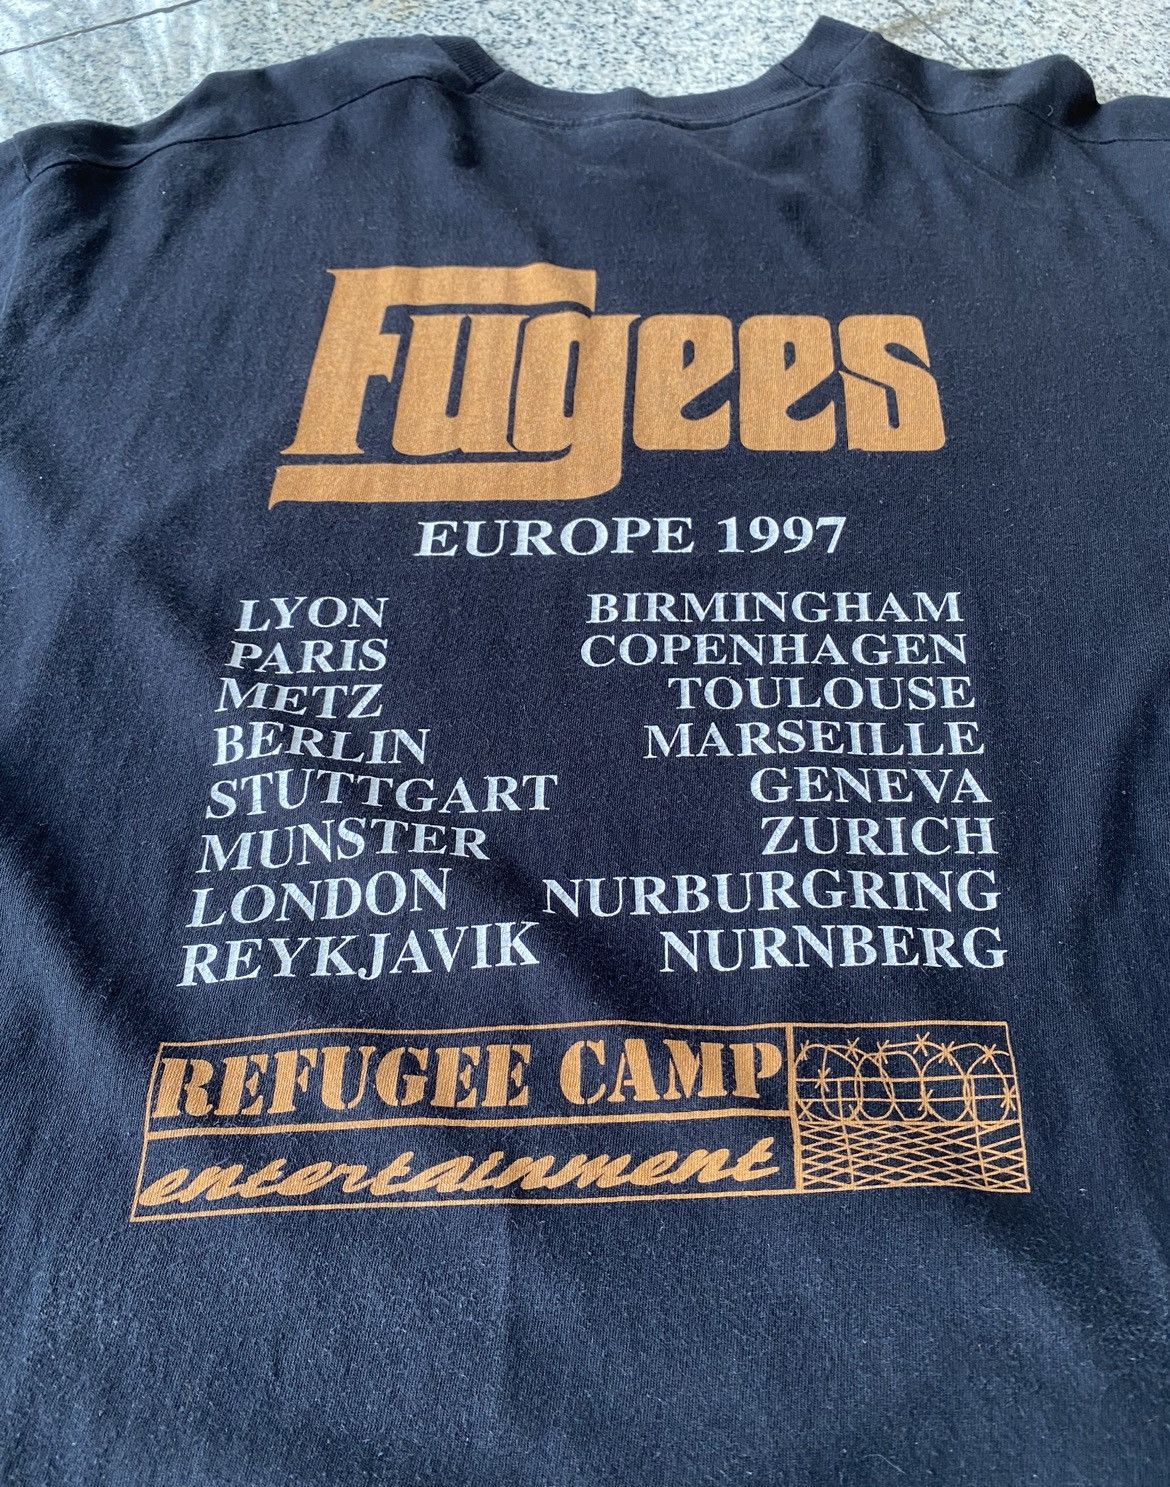 Fugees
EUROPE 1997
LYON BIRMINGHAM
PARIS COPENHAGEN
METZ TOULOUSE
BERLIN MARSEILLE
STUTTGART GENEVA
MUNSTER ZURICH
LONDON NURBURGRING
REYKJAVIK NURNBERG
REFUGEE CAMP
entertainment